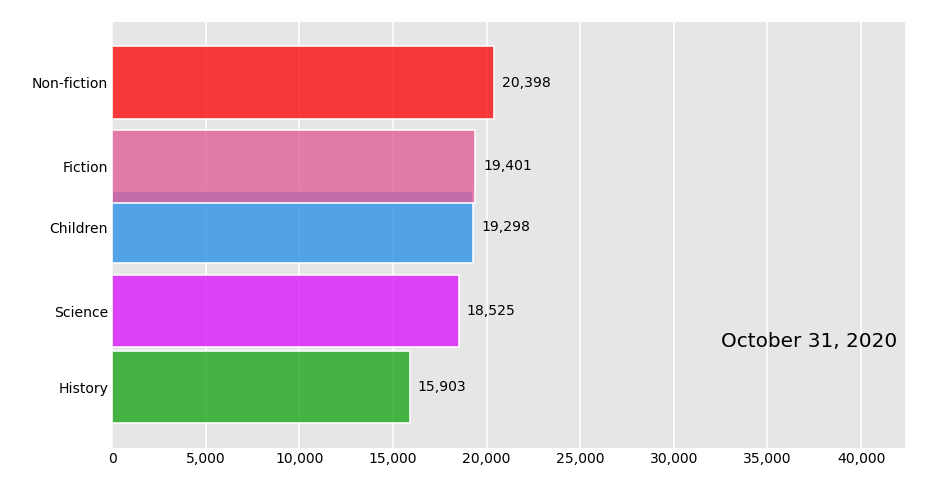 Non-fiction 20,398
Fiction 19,401
Children 19,298
Science 18,525
October 31, 2020
History 15,903
0 5,000 10,000 15,000 20,000 25,000 30,000 35,000 40,000